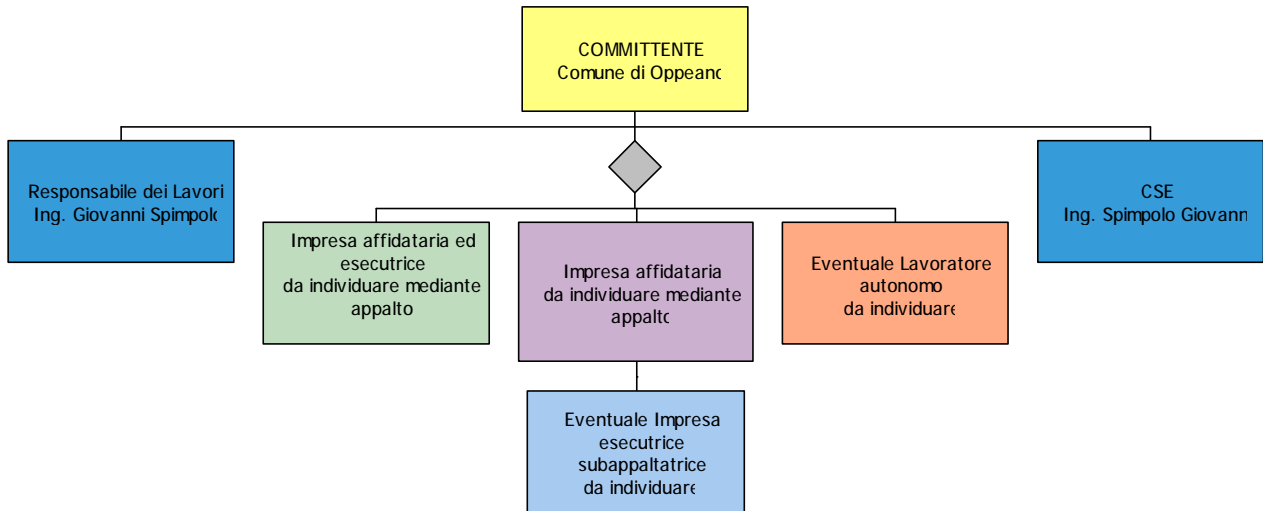 COMMITTENTE
Comune di Oppeano
Responsabile dei Lavori
Ing. Giovanni Spimpolo
CSE
Ing. Spimpolo Giovann
Impresa affidataria ed
esecutrice
da individuare mediante
appalto
Impresa affidataria
da individuare mediante
appalto
Eventuale Lavoratore
autonomo
da individuare
Eventuale Impresa
esecutrice
subappaltatrice
da individuare